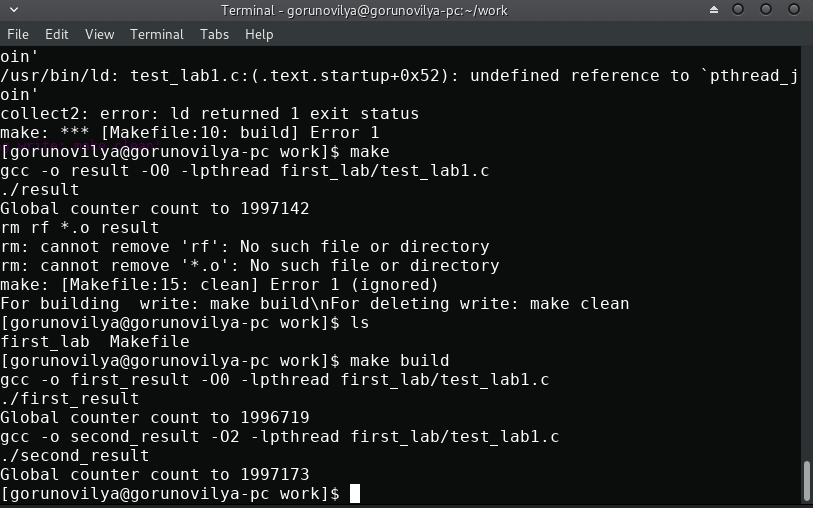 Terminal - gorunovilya@gorunovilya-pc:~/work
File Edit View Terminal Tabs Help
oin'
/usr/bin/ld: test_lab1.c:(.text.startup+0x52): undefined reference to `pthread_j
oin'
collect2: error: ld returned 1 exit status
make: *** [Makefile:10: build] Error 1
[gorunovilya@gorunovilya-pc work]$ make
gcc -o result -O0 -lpthread first_lab/test_lab1.c
./result
Global counter count to 1997142
rm rf *.o result
rm: cannot remove 'rf': No such file or directory
rm: cannot remove '*.o': No such file or directory
make: [Makefile:15: clean] Error 1 (ignored)
For building  write: make build\nFor deleting write: make clean
[gorunovilya@gorunovilya-pc work]$ ls
first_lab  Makefile
[gorunovilya@gorunovilya-pc work]$ make build
gcc -o first_result -O0 -lpthread first_lab/test_lab1.c
./first_result
Global counter count to 1996719
gcc -o second_result -O2 -lpthread first_lab/test_lab1.c
./second_result
Global counter count to 1997173
[gorunovilya@gorunovilya-pc work]$